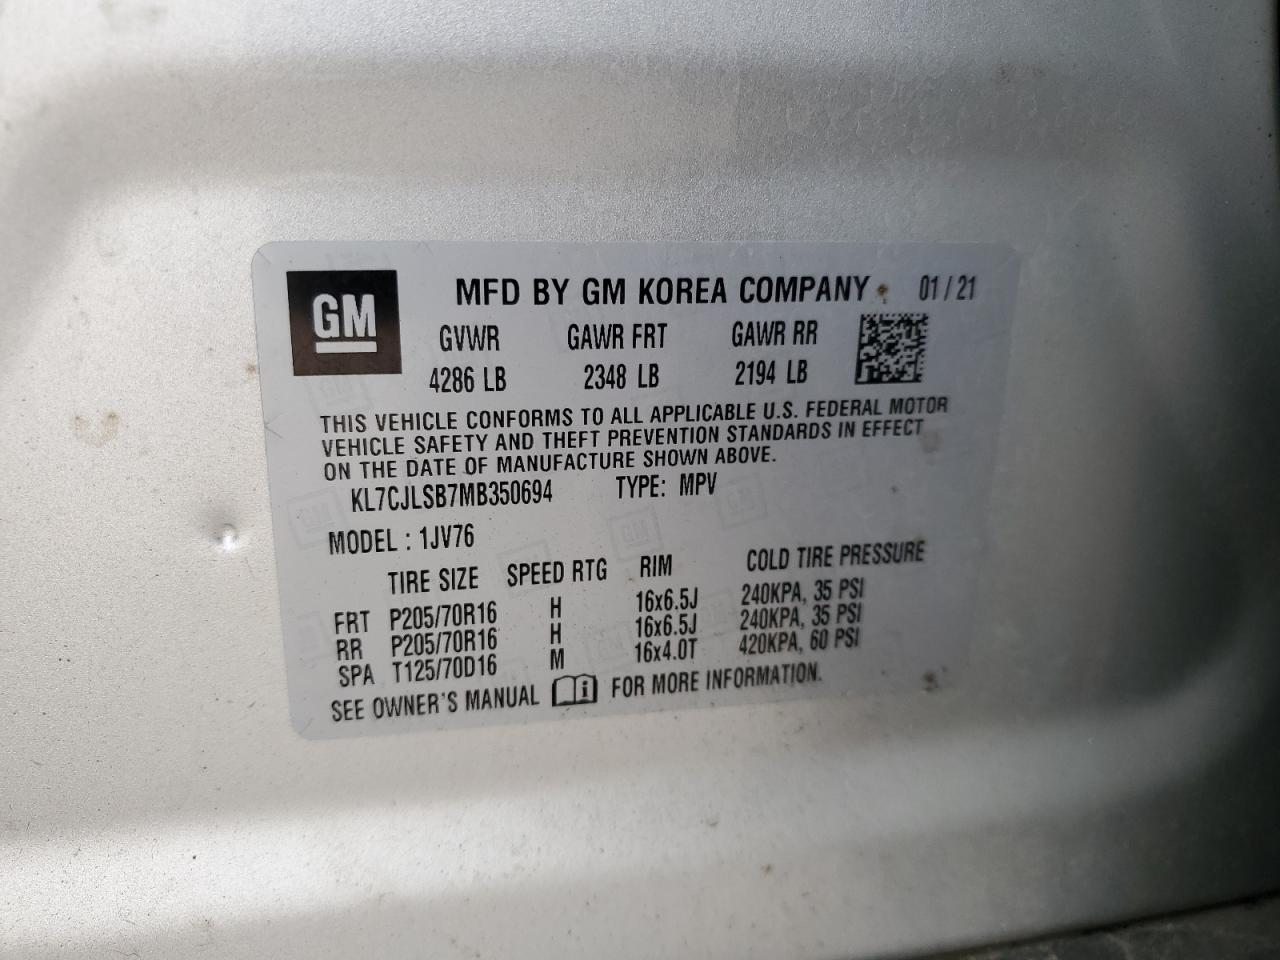 GM
MFD BY GM KOREA COMPANY 01/21
GVWR GAWR FRT GAWR RR
4286 LB 2348 LB 2194 LB
THIS VEHICLE CONFORMS TO ALL APPLICABLE U.S. FEDERAL MOTOR
VEHICLE SAFETY AND THEFT PREVENTION STANDARDS IN EFFECT
ON THE DATE OF MANUFACTURE SHOWN ABOVE.
KL7CJLSB7MB350694 TYPE: MPV
MODEL : 1JV76
TIRE SIZE SPEED RTG RIM COLD TIRE PRESSURE
FRT P205/70R16 H 16x6.5J 240KPA, 35 PSI
RR P205/70R16 H 16x6.5J 240KPA, 35 PSI
SPA T125/70D16 M 16x4.0T 420KPA, 60 PSI
SEE OWNER'S MANUAL i FOR MORE INFORMATION.